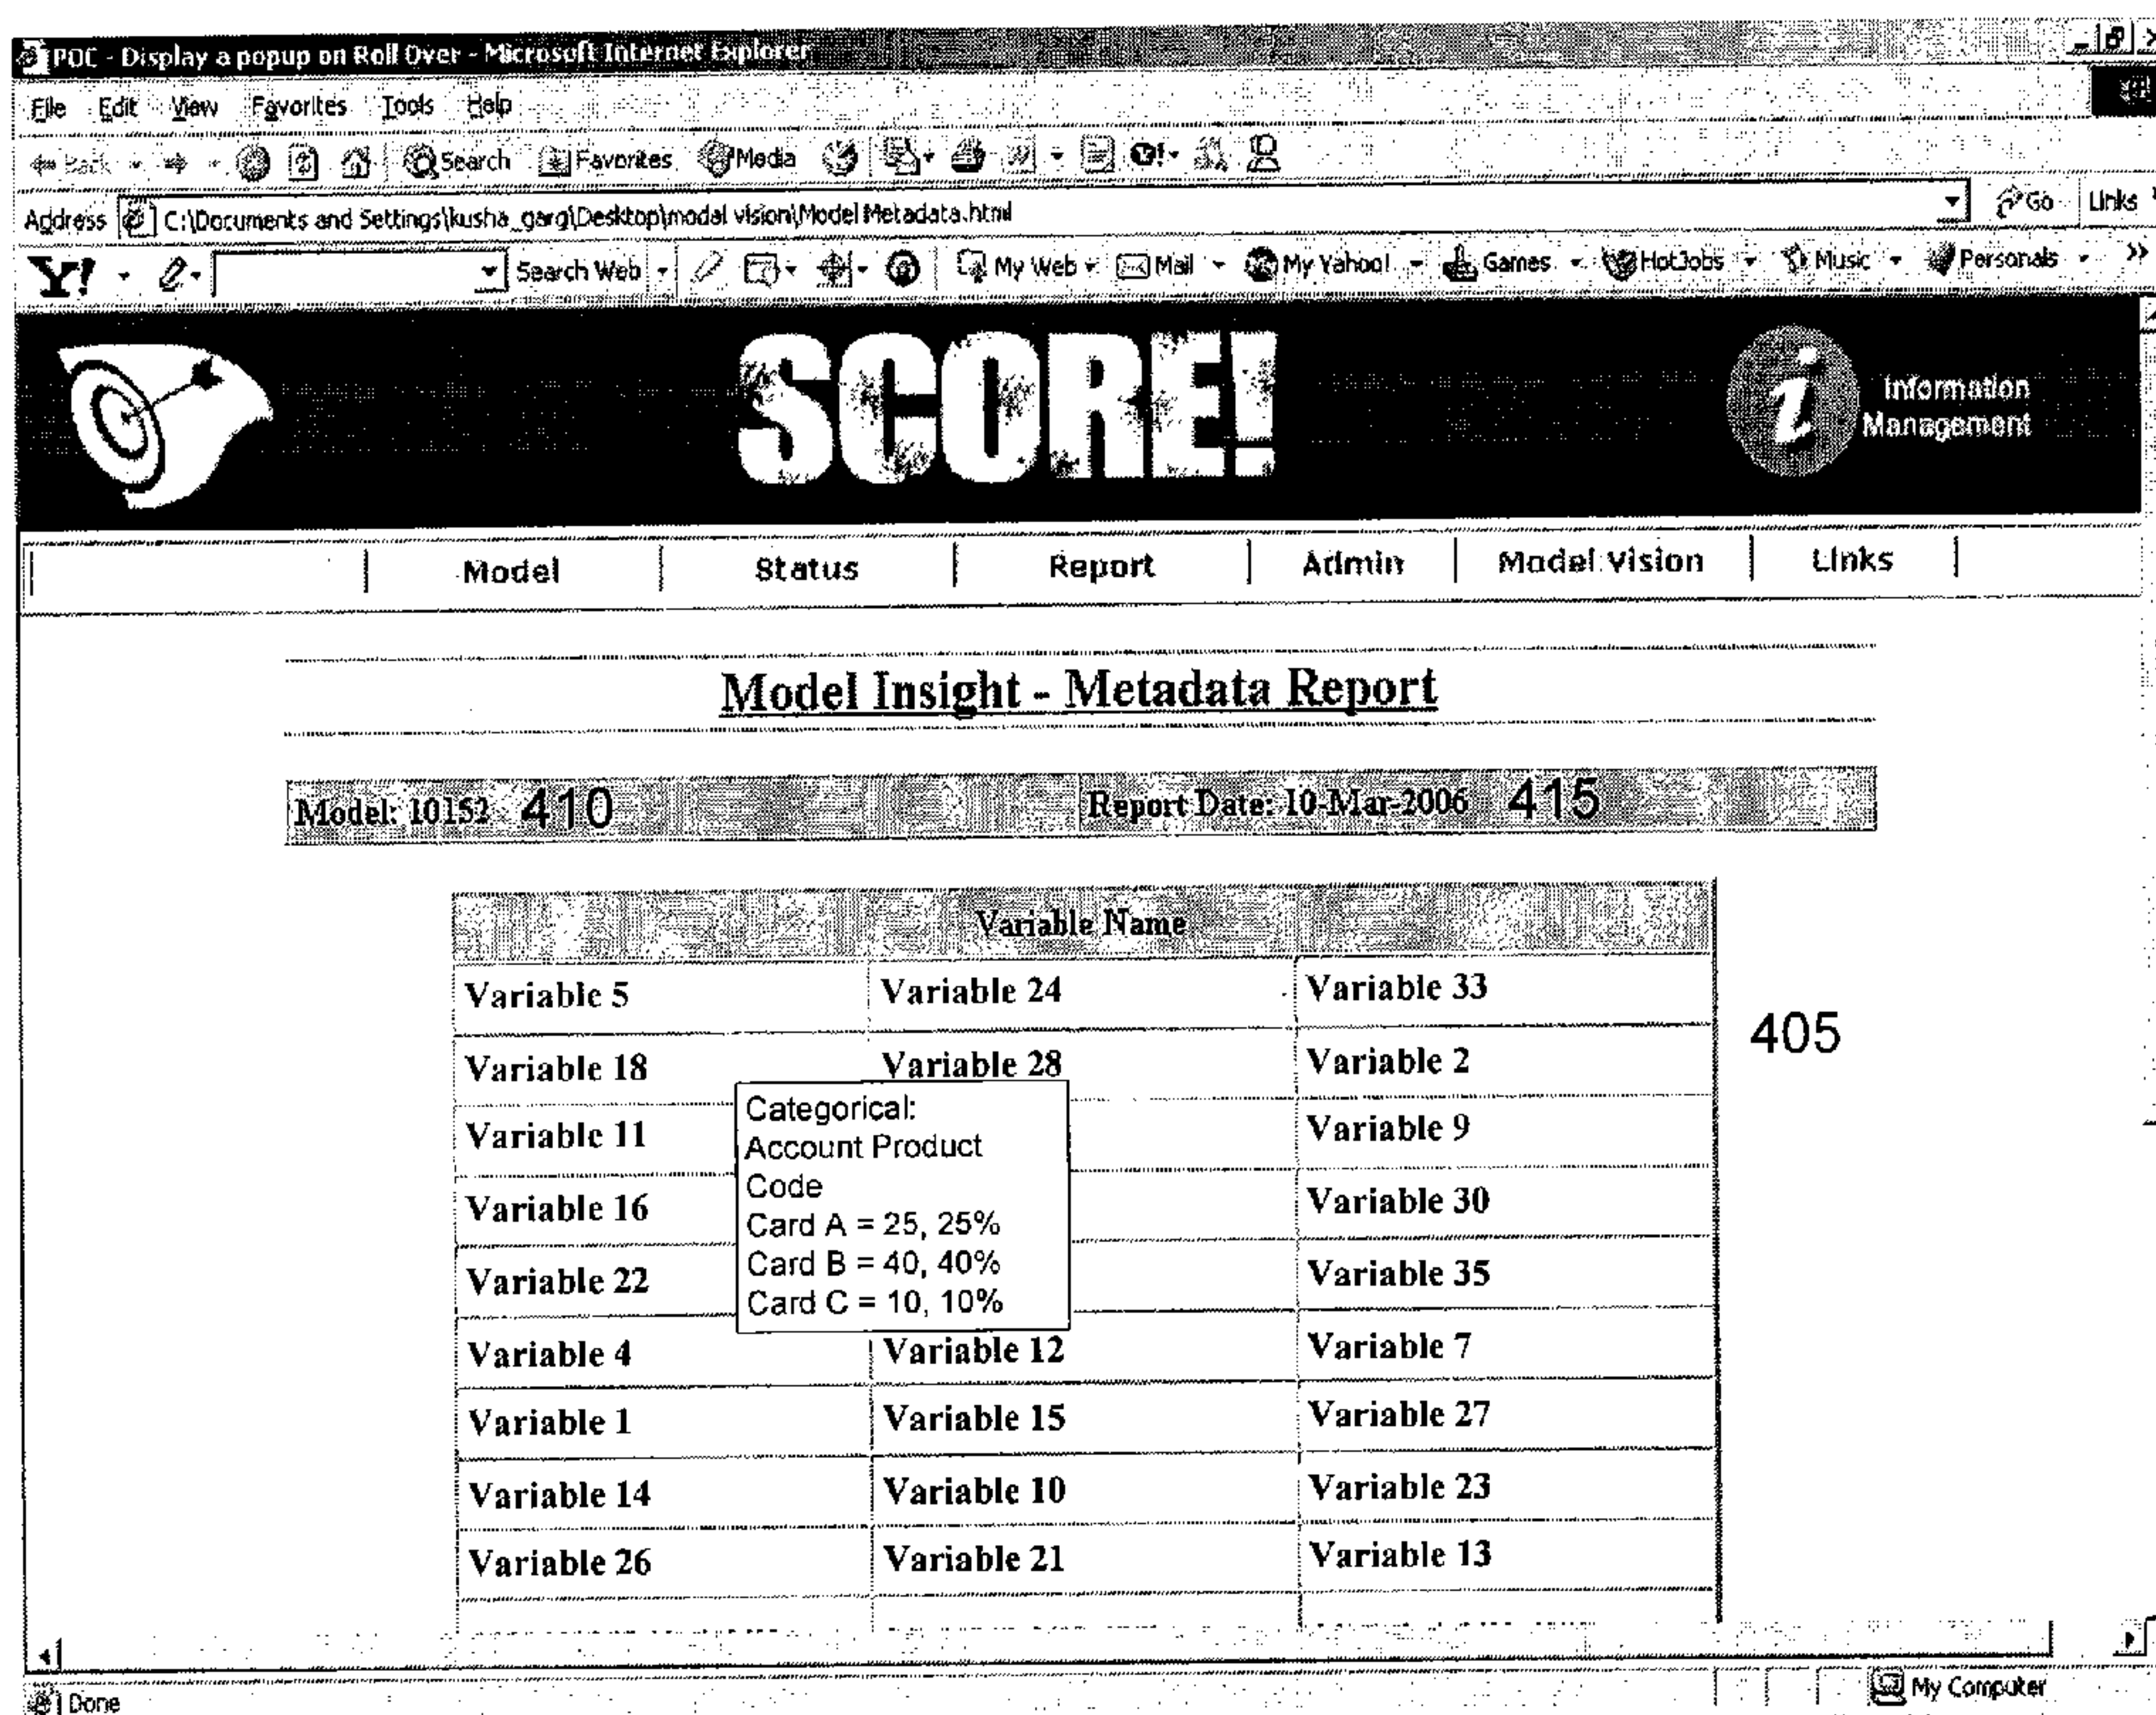 POC - Display a popup on Roll Over - Microsoft Internet Explorer
File Edit View Favorites Tools Help
Back Search Favorites Media
Address C:\Documents and Settings\kusha_garg\Desktop\modal vision\Model Metadata.html Go Links
Y! Search Web My Web Mail My Yahoo! Games HotJobs Music Personals »
SCORE!
i Information
Management
Model Status Report Admin Model Vision Links
Model Insight - Metadata Report
Model: 10152 410 Report Date: 10-Mar-2006 415
Variable Name
Variable 5 Variable 24 Variable 33
405
Variable 18 Variable 28 Variable 2
Categorical:
Account Product
Code
Card A = 25, 25%
Card B = 40, 40%
Card C = 10, 10%
Variable 11 Variable 9
Variable 16 Variable 30
Variable 22 Variable 35
Variable 4 Variable 12 Variable 7
Variable 1 Variable 15 Variable 27
Variable 14 Variable 10 Variable 23
Variable 26 Variable 21 Variable 13
Done My Computer